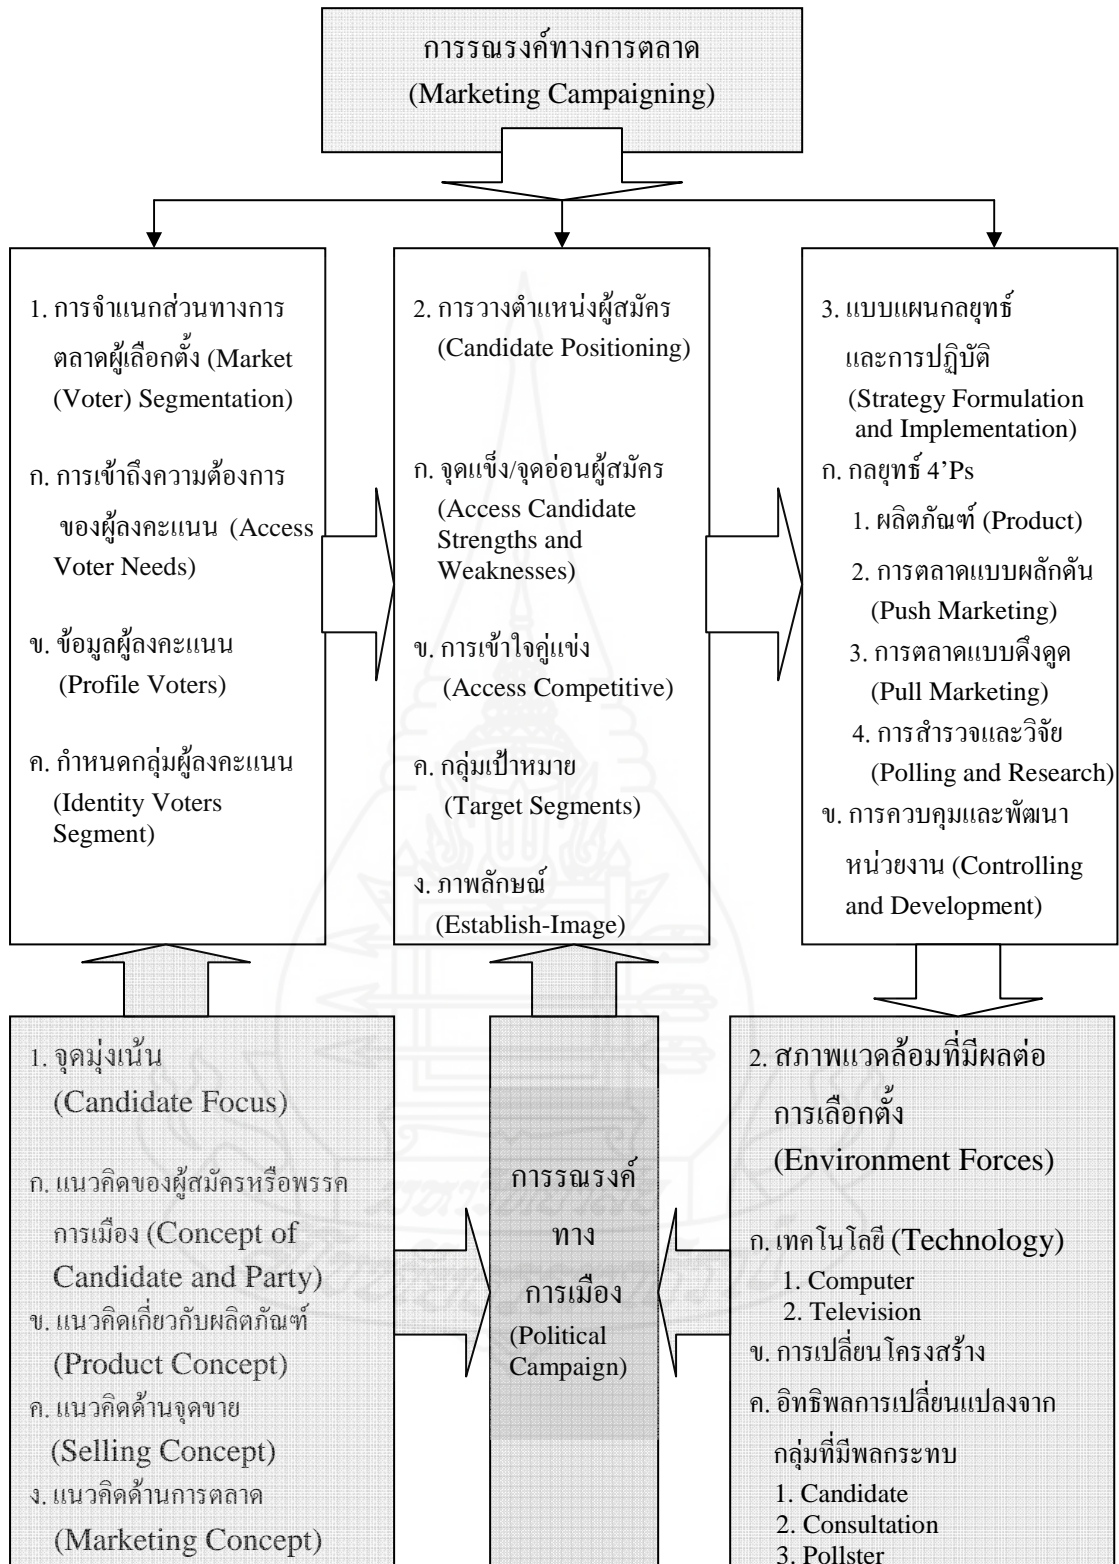 การรณรงค์ทางการตลาด
(Marketing Campaigning)
1. การจำแนกส่วนทางการ
ตลาดผู้เลือกตั้ง (Market
(Voter) Segmentation)
ก. การเข้าถึงความต้องการ
ของผู้ลงคะแนน (Access
Voter Needs)
ข. ข้อมูลผู้ลงคะแนน
(Profile Voters)
ค. กำหนดกลุ่มผู้ลงคะแนน
(Identity Voters
Segment)
2. การวางตำแหน่งผู้สมัคร
(Candidate Positioning)
ก. จุดแข็ง/จุดอ่อนผู้สมัคร
(Access Candidate
Strengths and
Weaknesses)
ข. การเข้าใจคู่แข่ง
(Access Competitive)
ค. กลุ่มเป้าหมาย
(Target Segments)
ง. ภาพลักษณ์
(Establish-Image)
3. แบบแผนกลยุทธ์
และการปฏิบัติ
(Strategy Formulation
and Implementation)
ก. กลยุทธ์ 4’Ps
1. ผลิตภัณฑ์ (Product)
2. การตลาดแบบผลักดัน
(Push Marketing)
3. การตลาดแบบดึงดูด
(Pull Marketing)
4. การสำรวจและวิจัย
(Polling and Research)
ข. การควบคุมและพัฒนา
หน่วยงาน (Controlling
and Development)
1. จุดมุ่งเน้น
(Candidate Focus)
ก. แนวคิดของผู้สมัครหรือพรรค
การเมือง (Concept of
Candidate and Party)
ข. แนวคิดเกี่ยวกับผลิตภัณฑ์
(Product Concept)
ค. แนวคิดด้านจุดขาย
(Selling Concept)
ง. แนวคิดด้านการตลาด
(Marketing Concept)
การรณรงค์
ทาง
การเมือง
(Political
Campaign)
2. สภาพแวดล้อมที่มีผลต่อ
การเลือกตั้ง
(Environment Forces)
ก. เทคโนโลยี (Technology)
1. Computer
2. Television
ข. การเปลี่ยนโครงสร้าง
ค. อิทธิพลการเปลี่ยนแปลงจาก
กลุ่มที่มีพลกระทบ
1. Candidate
2. Consultation
3. Pollster